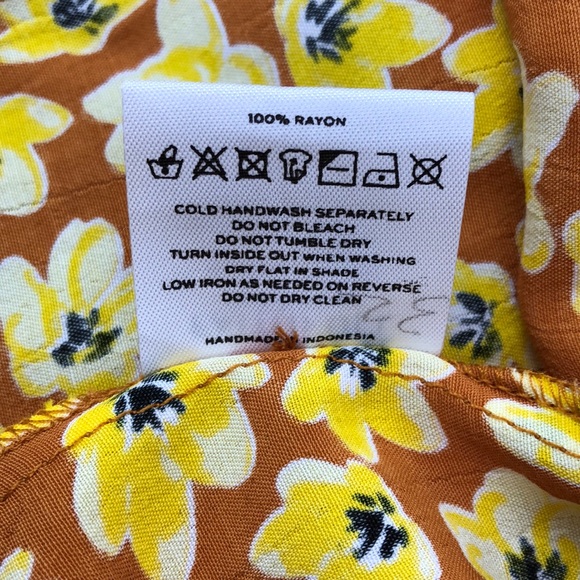 100% RAYON
COLD HANDWASH SEPARATELY
DO NOT BLEACH
DO NOT TUMBLE DRY
TURN INSIDE OUT WHEN WASHING
DRY FLAT IN SHADE
LOW IRON AS NEEDED ON REVERSE
DO NOT DRY CLEAN
HANDMADE INDONESIA